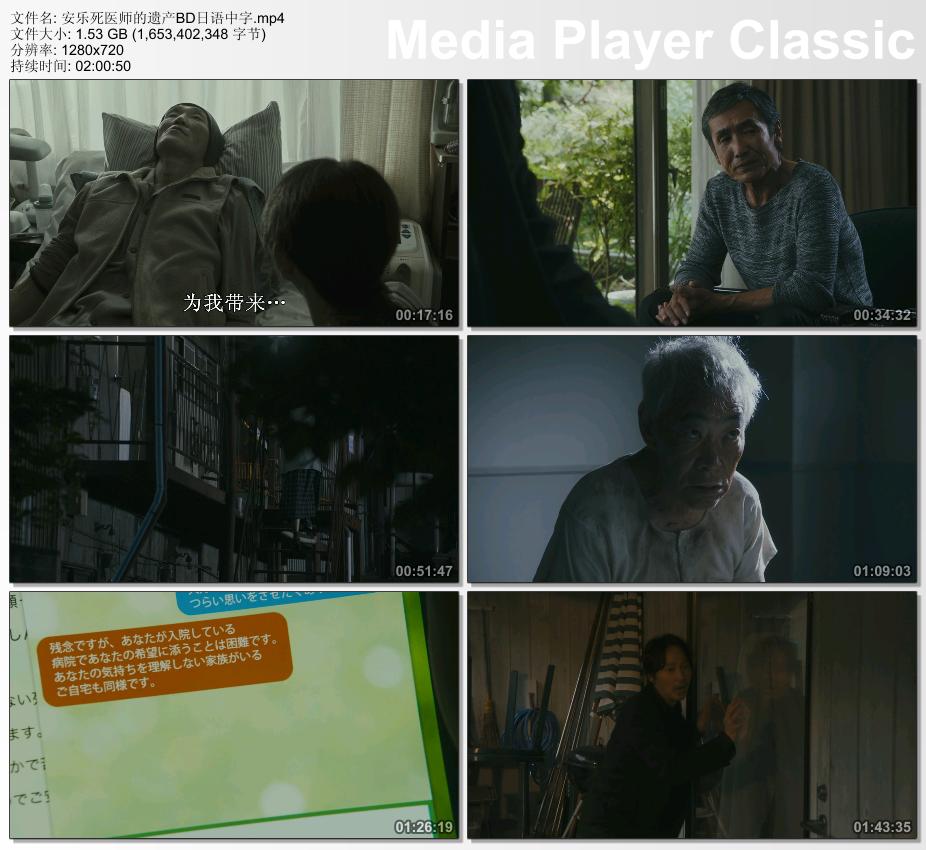 文件名: 安乐死医师的遗产BD日语中字.mp4
Media Player Classic
文件大小: 1.53 GB (1,653,402,348 字节)
分辨率: 1280x720
持续时间: 02:00:50
为我带来…
00:17:16
00:34:32
00:51:47
01:09:03
つらい思いをさせたくあ
残念ですが、あなたが入院している
病院であなたの希望に添うことは困難です。
あなたの気持ちを理解しない家族がいる
ご自宅も同様です。
ます。
01:26:19
01:43:35